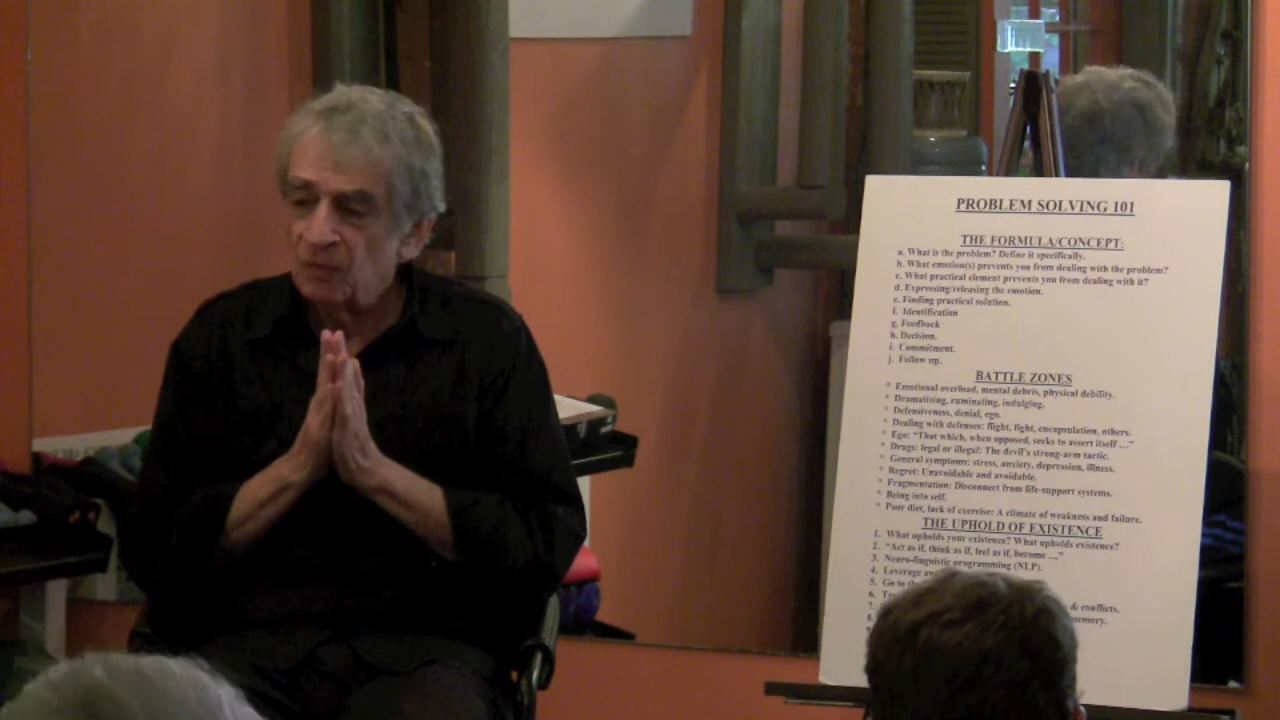 PROBLEM SOLVING 101
THE FORMULA/CONCEPT:
a. What is the problem? Define it specifically.
b. What emotion(s) prevents you from dealing with the problem?
c. What practical element prevents you from dealing with it?
d. Expressing/releasing the emotion.
e. Finding practical solution.
f. Identification
g. Feedback
h. Decision.
i. Commitment.
j. Follow up.
BATTLE ZONES
* Emotional overload, mental debris, physical debility.
* Dramatizing, ruminating, indulging.
* Defensiveness, denial, ego.
* Dealing with defenses: flight, fight, encapsulation, others.
* Ego: "That which, when opposed, seeks to assert itself ..."
* Drugs: legal or illegal: The devil's strong-arm tactic.
* General symptoms: stress, anxiety, depression, illness.
* Regret: Unavoidable and avoidable.
* Fragmentation: Disconnect from life-support systems.
* Being into self.
* Poor diet, lack of exercise: A climate of weakness and failure.
THE UPHOLD OF EXISTENCE
1. What upholds your existence? What upholds existence?
2. "Act as if, think as if, feel as if, become ..."
3. Neuro-linguistic programming (NLP).
4. Leverage
5. Go to
6.
7. & conflicts.
8.